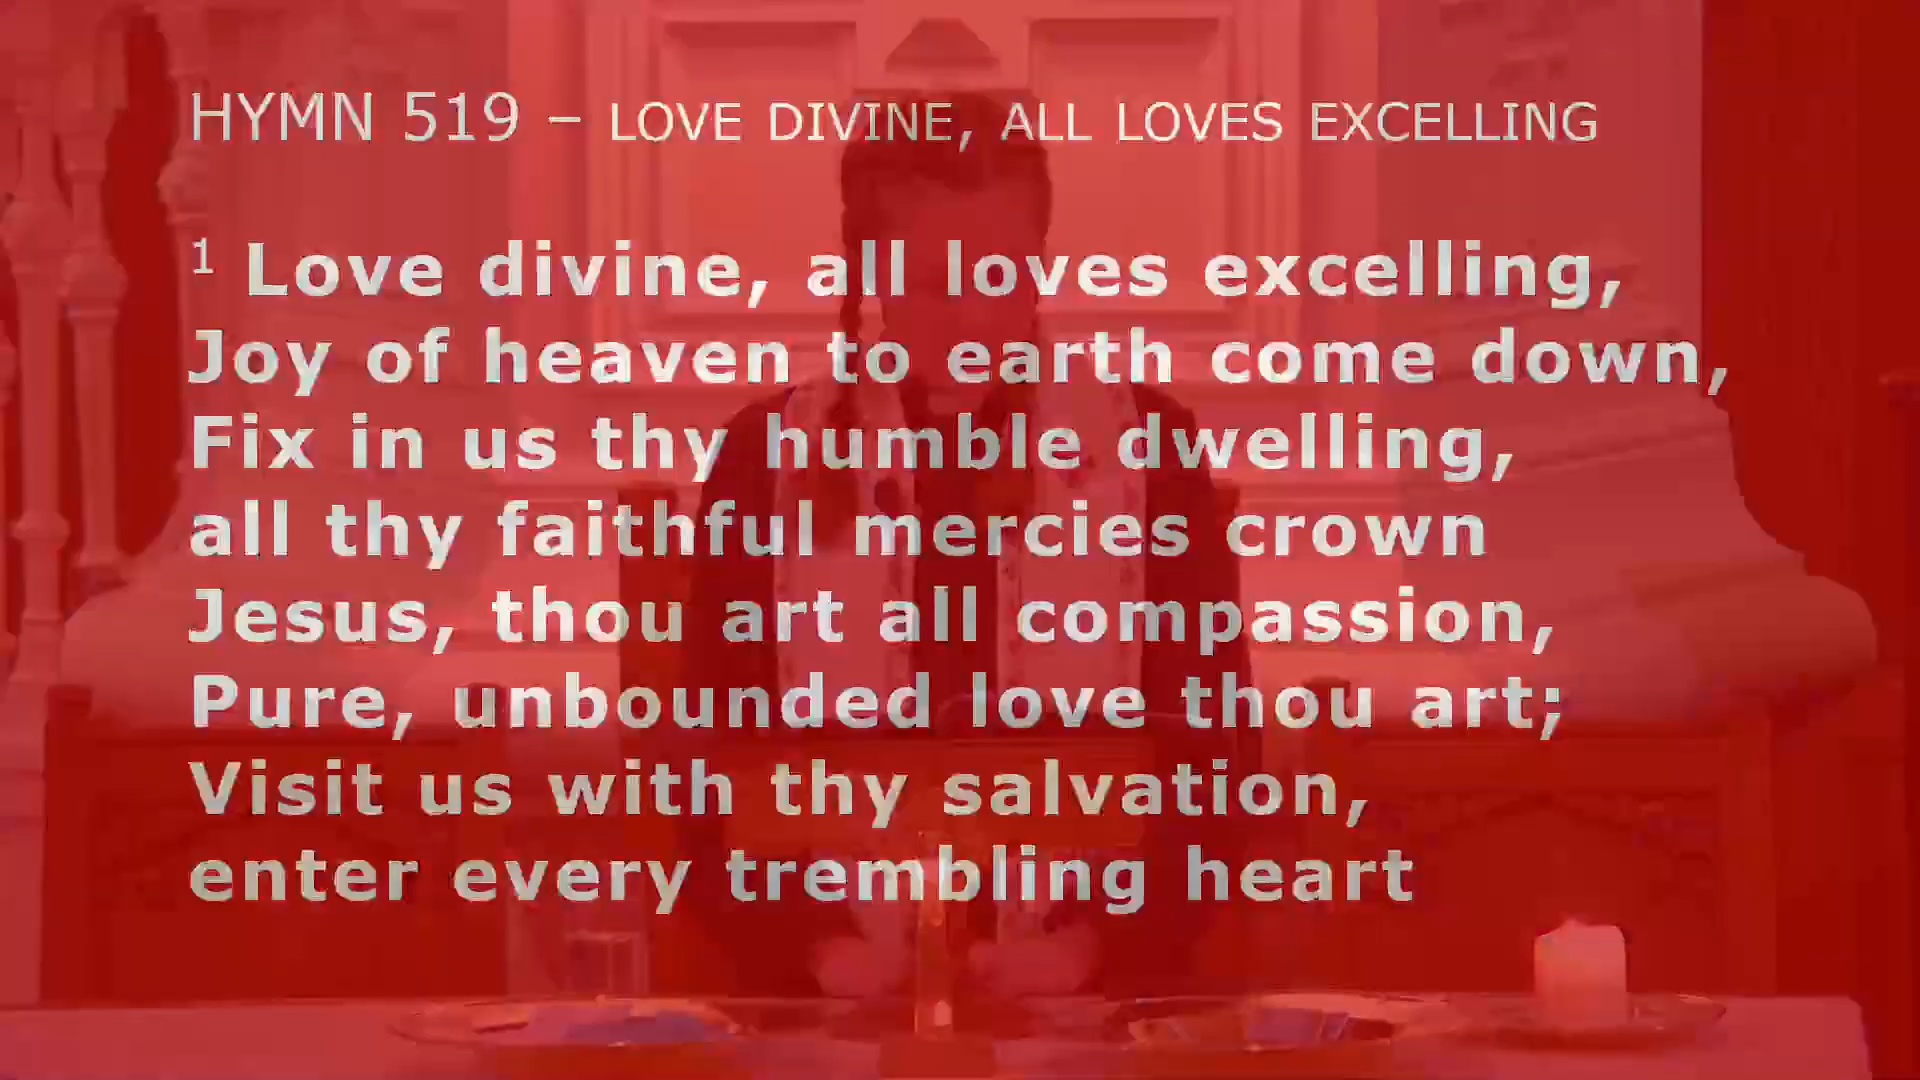 HYMN 519 – LOVE DIVINE, ALL LOVES EXCELLING
1 Love divine, all loves excelling,
Joy of heaven to earth come down,
Fix in us thy humble dwelling,
all thy faithful mercies crown
Jesus, thou art all compassion,
Pure, unbounded love thou art;
Visit us with thy salvation,
enter every trembling heart